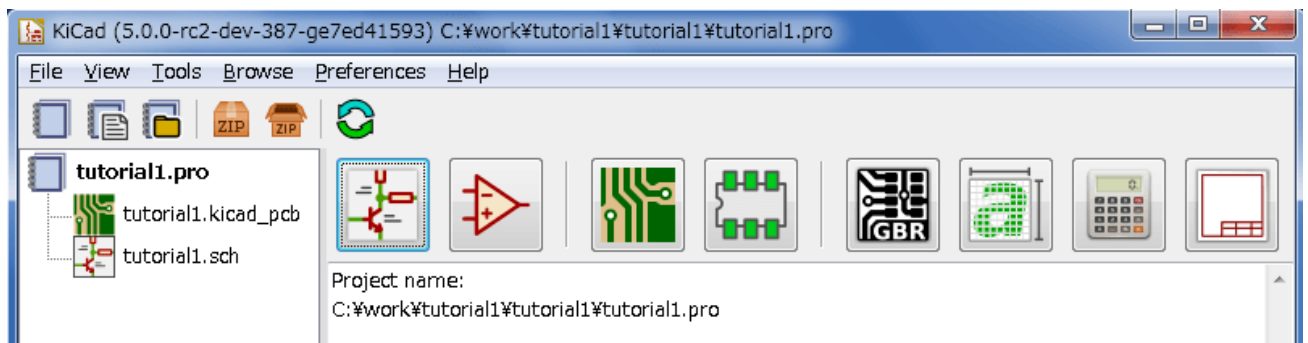 KiCad (5.0.0-rc2-dev-387-ge7ed41593) C:¥work¥tutorial1¥tutorial1¥tutorial1.pro
File View Tools Browse Preferences Help
ZIP ZIP
tutorial1.pro
tutorial1.kicad_pcb
tutorial1.sch
GBR a 0.
Project name:
C:¥work¥tutorial1¥tutorial1¥tutorial1.pro